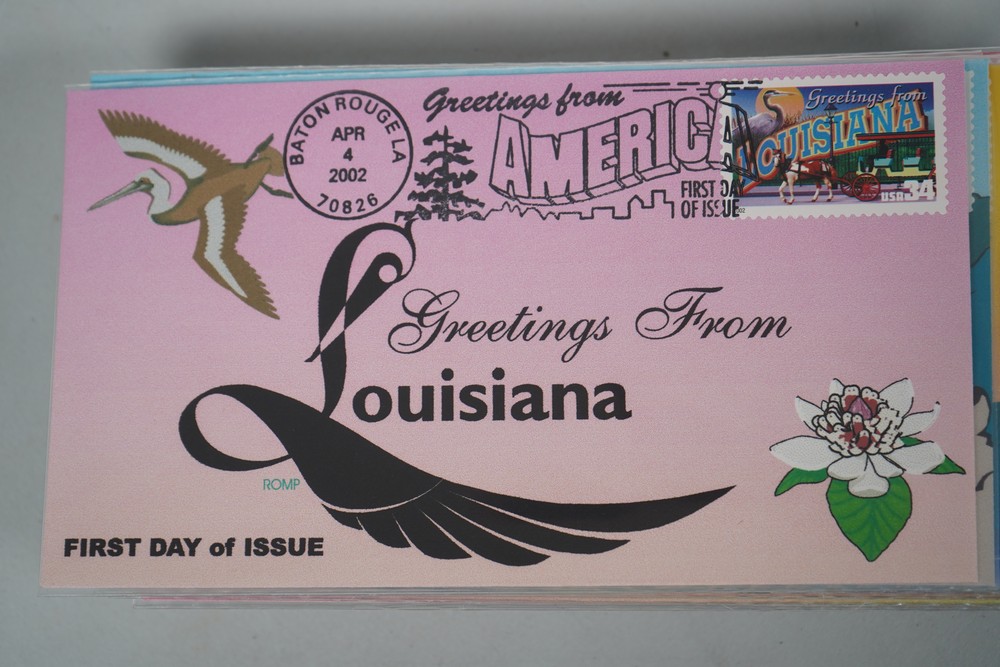 BATON ROUGE LA
APR
4
2002
70826
Greetings from
AMERICA
FIRST DAY
OF ISSUE
Greetings from
LOUISIANA
USA 34
Greetings From
Louisiana
ROMP
FIRST DAY of ISSUE